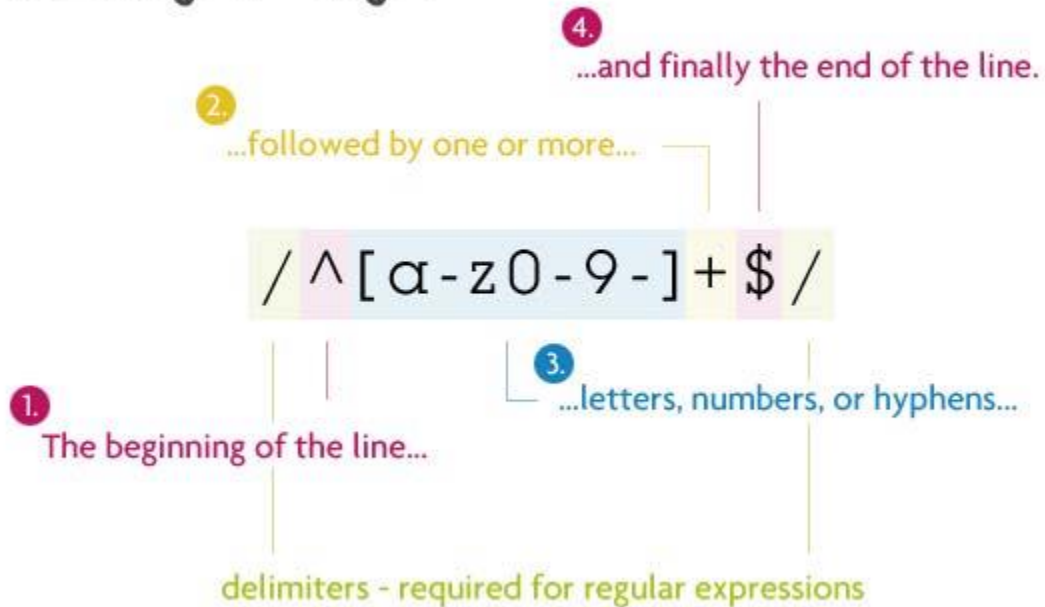 4.
...and finally the end of the line.
2.
...followed by one or more...
/^[a-z0-9-]+$/
3.
...letters, numbers, or hyphens...
1.
The beginning of the line...
delimiters - required for regular expressions